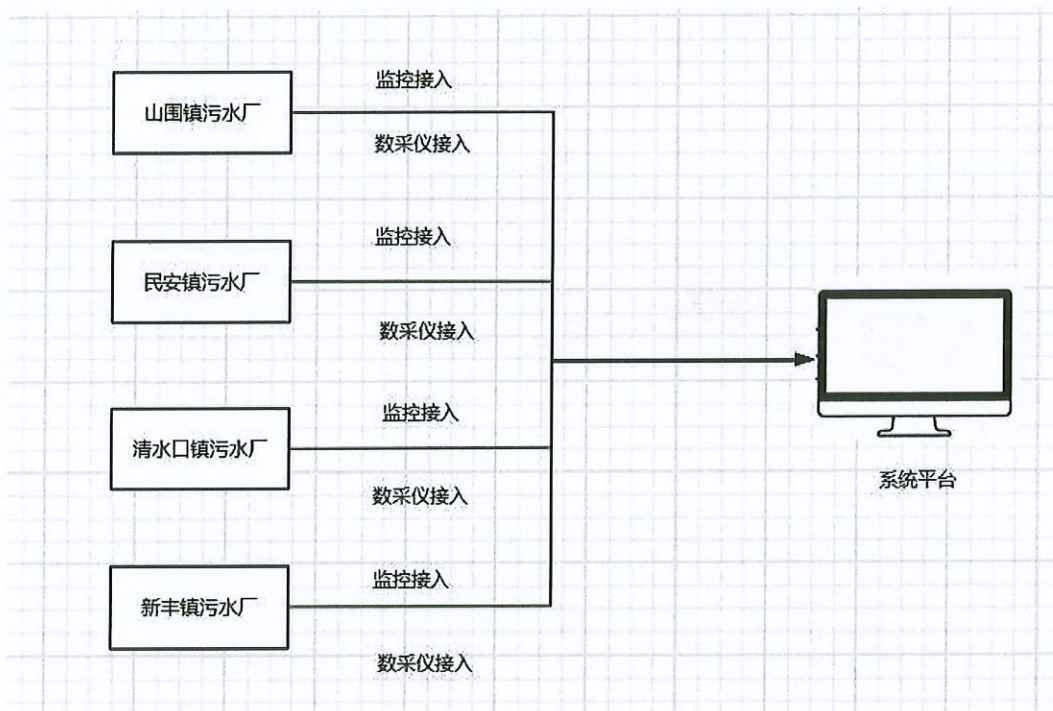 监控接入
山围镇污水厂
数采仪接入
监控接入
民安镇污水厂
数采仪接入
监控接入
清水口镇污水厂
数采仪接入
系统平台
监控接入
新丰镇污水厂
数采仪接入